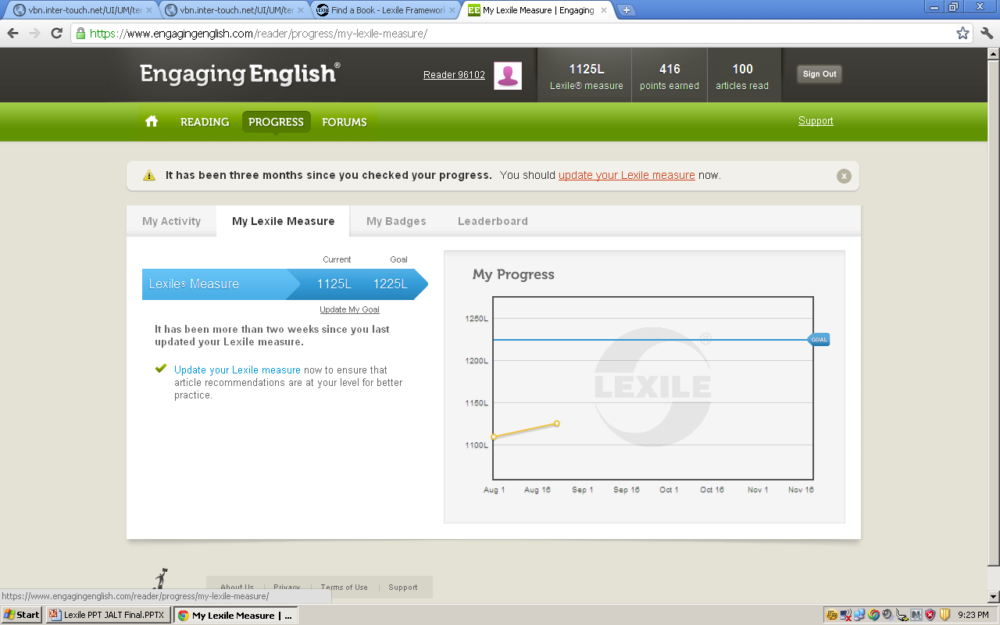 vbn.inter-touch.net/UI/UM/te
vbn.inter-touch.net/UI/UM/te
Find a Book - Lexile Framework
My Lexile Measure | Engaging
https://www.engagingenglish.com/reader/progress/my-lexile-measure/
Engaging English®
Reader 96102
1125L
Lexile® measure
416
points earned
100
articles read
Sign Out
READING
PROGRESS
FORUMS
Support
It has been three months since you checked your progress. You should update your Lexile measure now.
My Activity
My Lexile Measure
My Badges
Leaderboard
Current
Goal
Lexile® Measure
1125L
1225L
Update My Goal
It has been more than two weeks since you last
updated your Lexile measure.
Update your Lexile measure now to ensure that
article recommendations are at your level for better
practice.
My Progress
1250L
1200L
1150L
1100L
GOAL
LEXILE
®
Aug 1
Aug 16
Sep 1
Sep 16
Oct 1
Oct 16
Nov 1
Nov 16
About Us
Privacy
Terms of Use
Support
https://www.engagingenglish.com/reader/progress/my-lexile-measure/
Start
Lexile PPT JALT Final.PPTX
My Lexile Measure | ...
9:23 PM